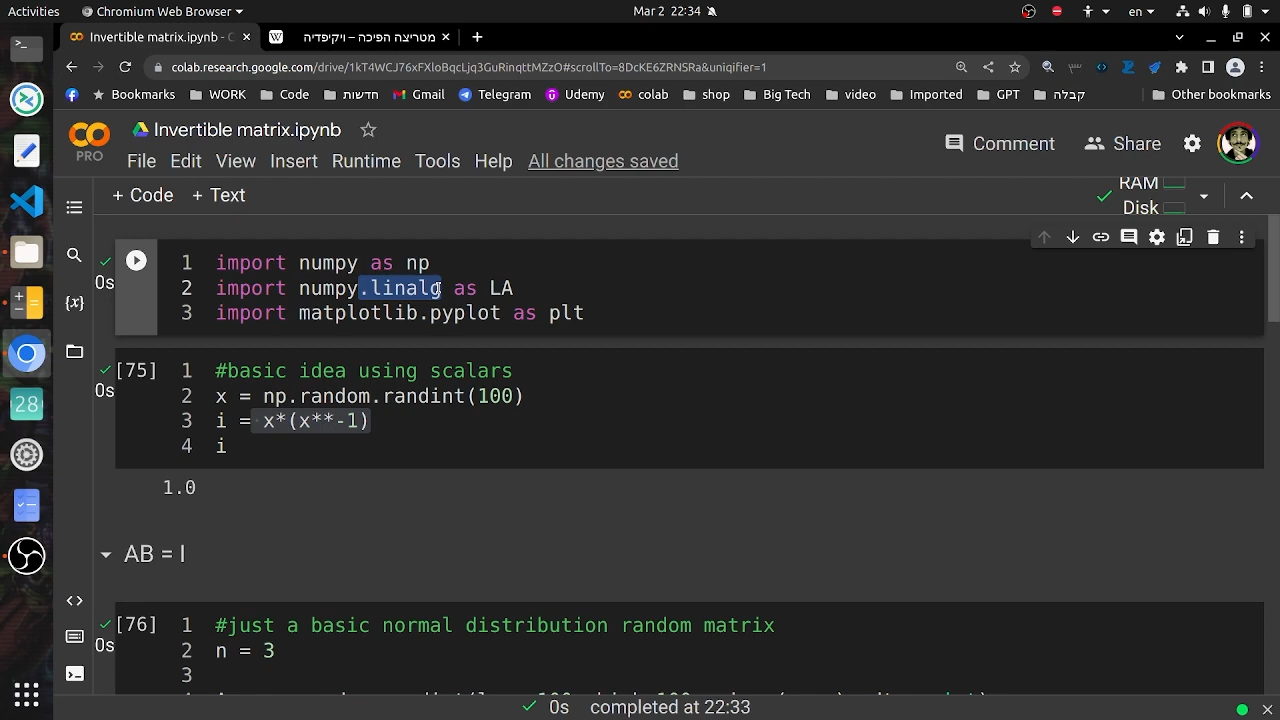 Activities
Chromium Web Browser
Mar 2 22:34
en
Invertible matrix.ipynb - C
W
מטריצה הפיכה – ויקיפדיה
colab.research.google.com/drive/1kT4WCJ76xFXloBqcLjq3GuRinqttMZzO#scrollTo=8DcKE6ZRNSRa&uniqifier=1
Bookmarks
WORK
Code
חדשות
Gmail
Telegram
Udemy
colab
shop
Big Tech
video
Imported
GPT
קבלה
Other bookmarks
PRO
Invertible matrix.ipynb
File Edit View Insert Runtime Tools Help All changes saved
Comment
Share
+ Code + Text
RAM
Disk
0s
1 import numpy as np
2 import numpy.linalg as LA
3 import matplotlib.pyplot as plt
[75]
0s
1 #basic idea using scalars
2 x = np.random.randint(100)
3 i = x*(x**-1)
4 i
1.0
AB = I
[76]
0s
1 #just a basic normal distribution random matrix
2 n = 3
3
28
0s completed at 22:33